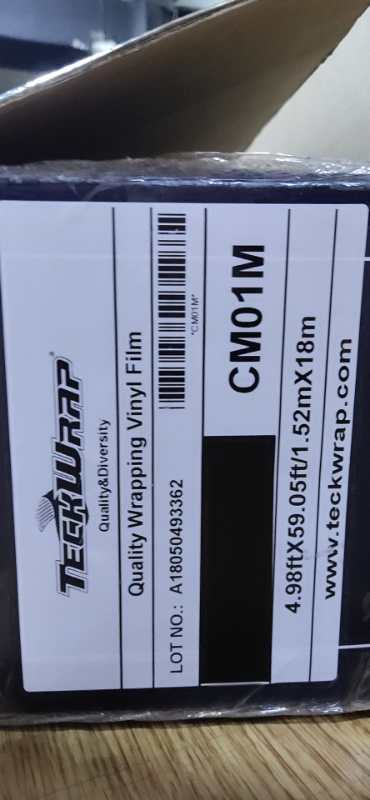 TECKWRAP®
Quality&Diversity
Quality Wrapping Vinyl Film
LOT NO.: A18050493362
*CM01M*
CM01M
4.98ftX59.05ft/1.52mX18m
www.teckwrap.com